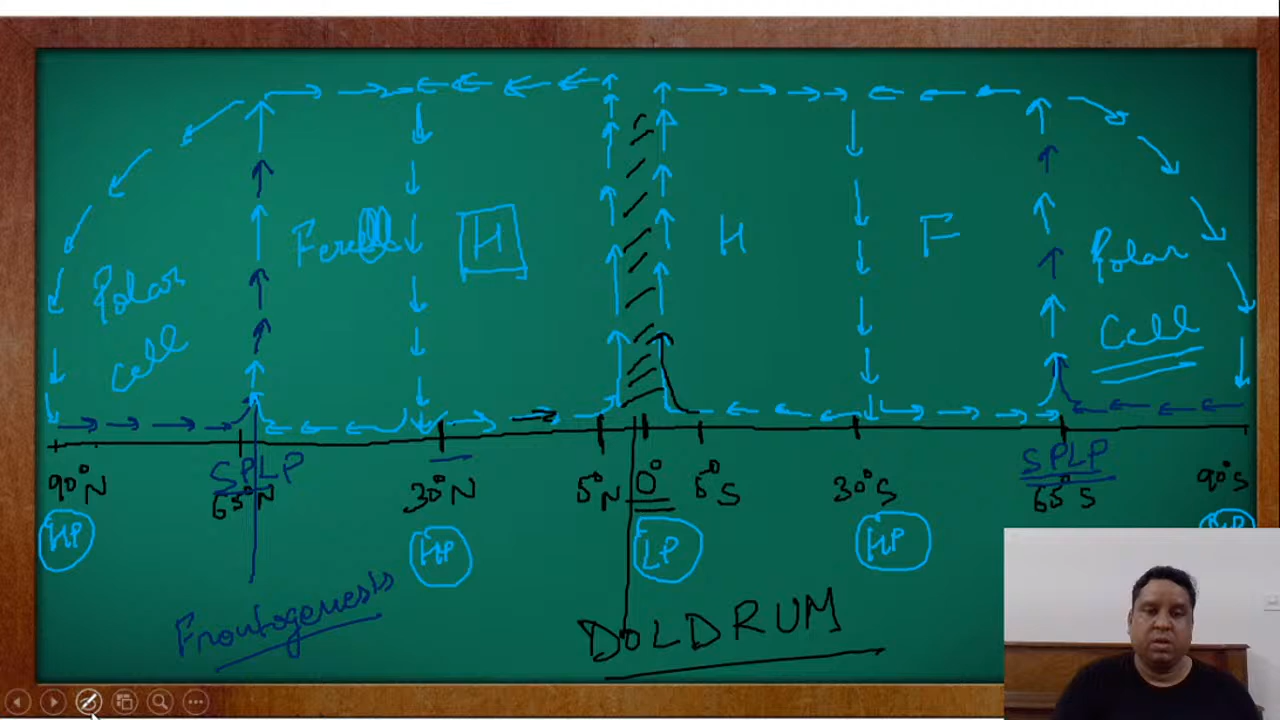 Ferell H H F Polar
Polar Cell
Cell
SPLP SPLP
90°N 65°N 30°N 5°N 0° 5°S 30°S 65°S 90°S
HP HP LP HP HP
Frontogenesis DOLDRUM